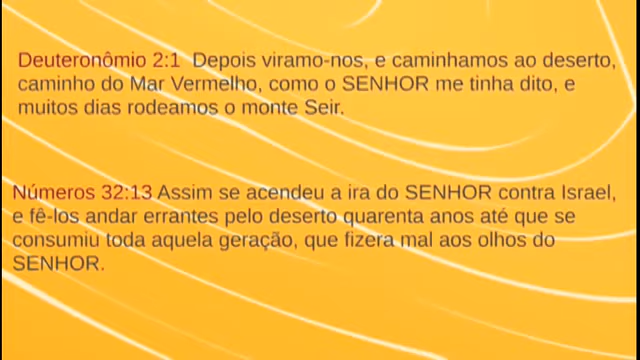 Deuteronômio 2:1  Depois viramo-nos, e caminhamos ao deserto,
caminho do Mar Vermelho, como o SENHOR me tinha dito, e
muitos dias rodeamos o monte Seir.
Números 32:13 Assim se acendeu a ira do SENHOR contra Israel,
e fê-los andar errantes pelo deserto quarenta anos até que se
consumiu toda aquela geração, que fizera mal aos olhos do
SENHOR.